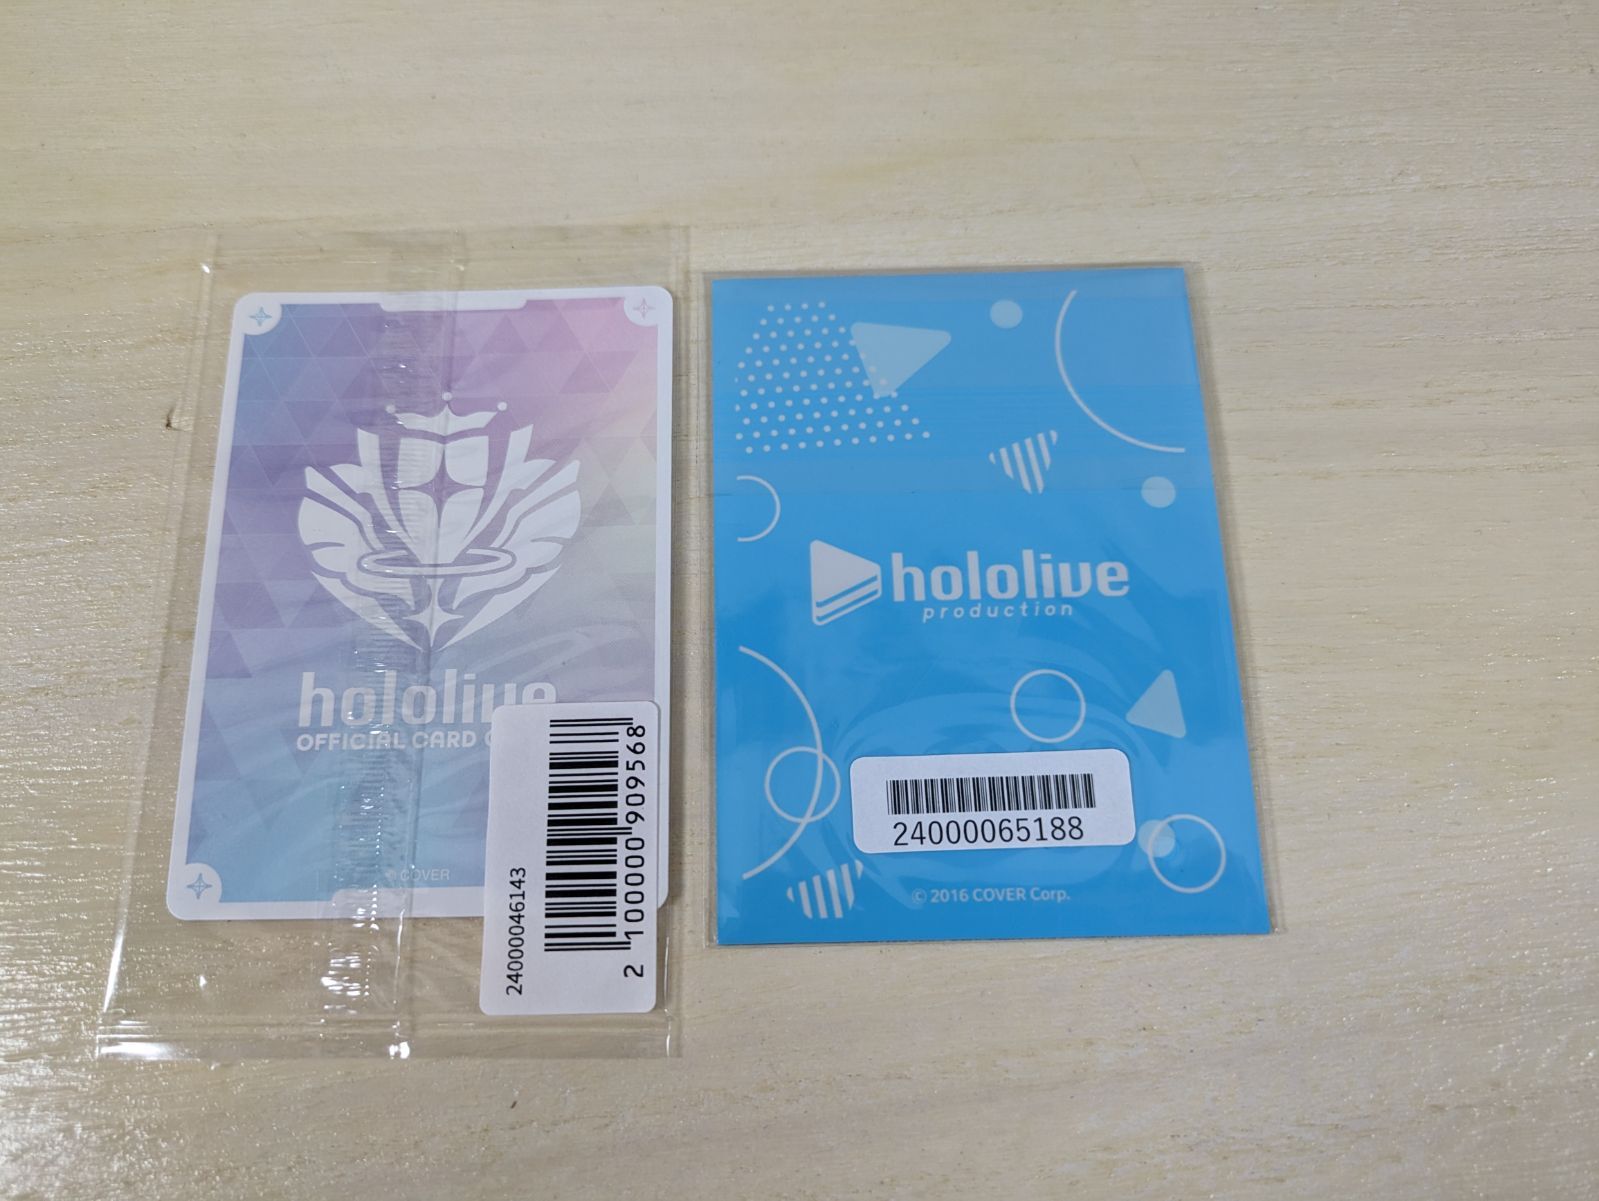 hololive
OFFICIAL CARD
© COVER
24000046143
2 100000 909568
hololive
production
24000065188
© 2016 COVER Corp.